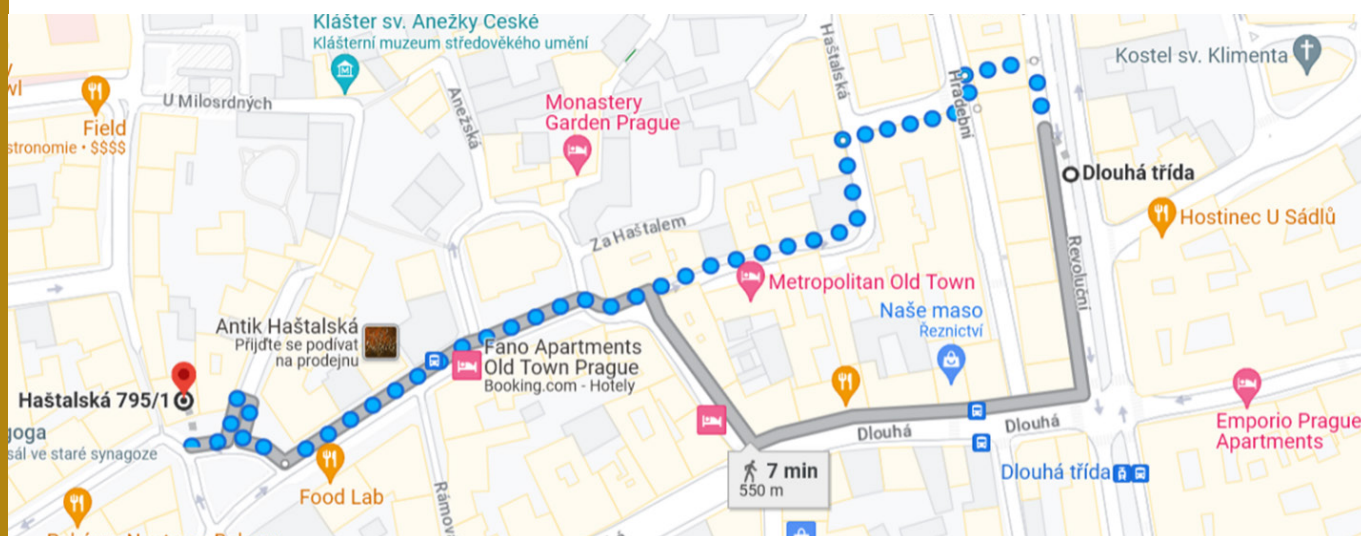 Klášter sv. Anežky České
Klášterní muzeum středověkého umění
Kostel sv. Klimenta
U Milosrdných
Field
stronomie • $$$$
Anežská
Monastery
Garden Prague
Haštalská
Hradební
Dlouhá třída
Hostinec U Sádlů
Za Haštalem
Revoluční
Metropolitan Old Town
Naše maso
Řeznictví
Antik Haštalská
Přijďte se podívat
na prodejnu
Fano Apartments
Old Town Prague
Booking.com - Hotely
Haštalská 795/1
goga
sál ve staré synagoze
Food Lab
Rámov
Dlouhá
Dlouhá
7 min
550 m
Dlouhá třída
Emporio Prague
Apartments